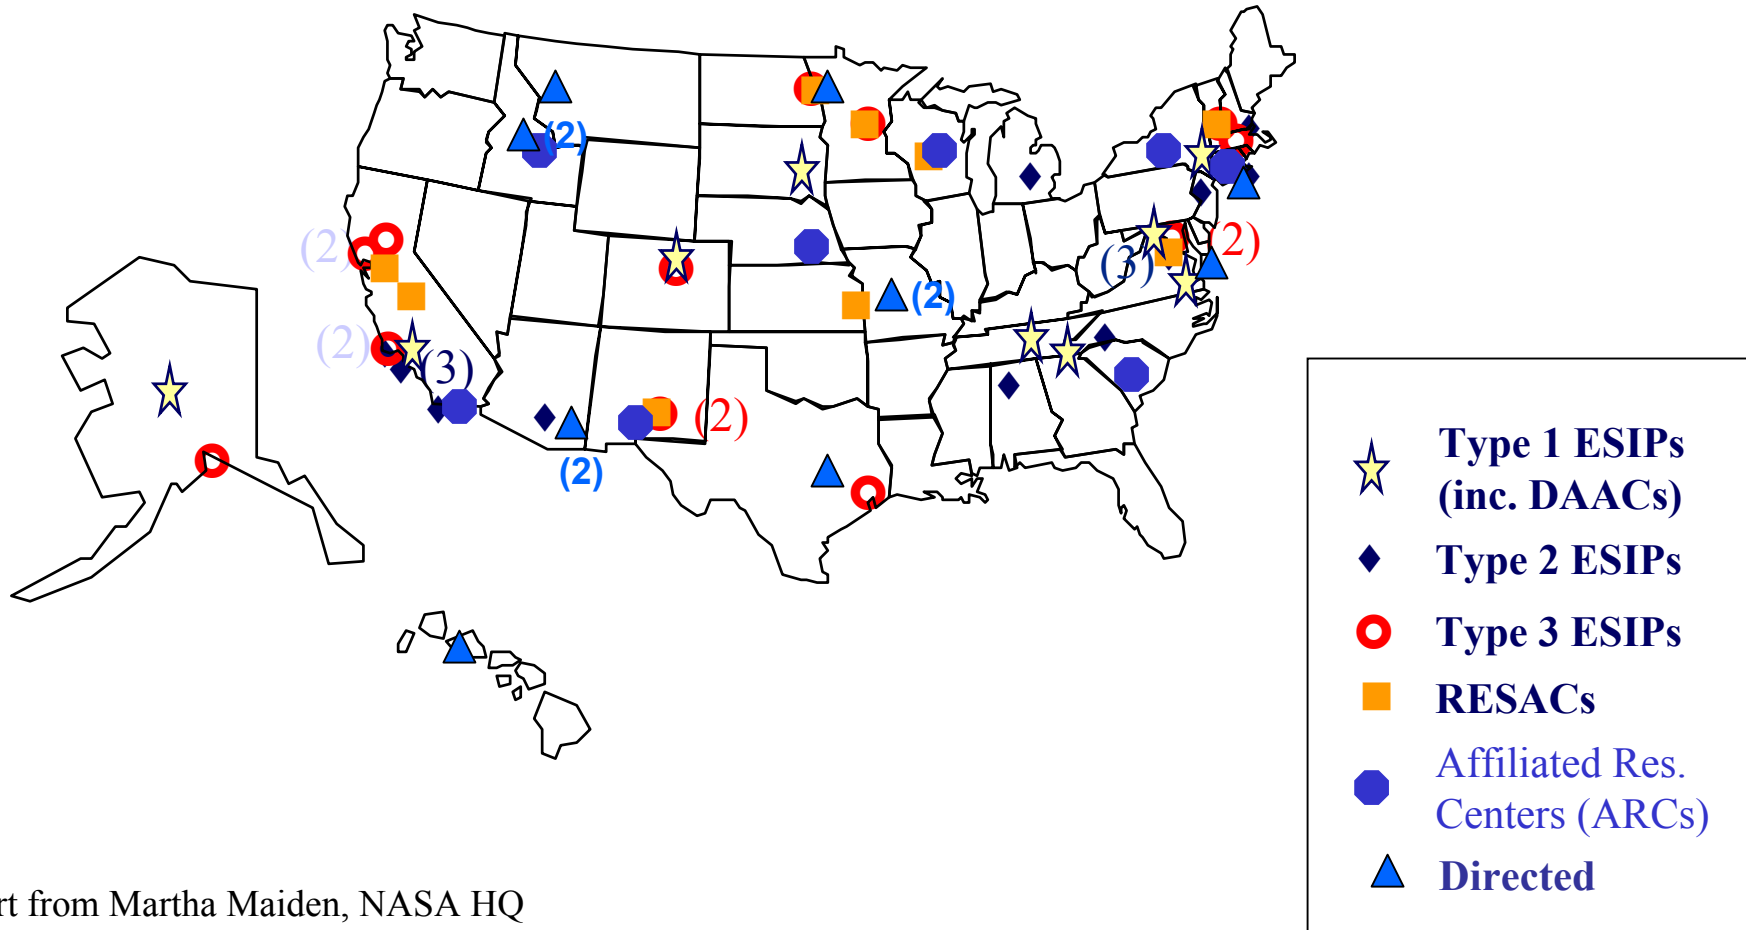 (2)
(2)
(2)
(3)
(2)
(2)
(3)
(2)
(2)
Type 1 ESIPs
(inc. DAACs)
Type 2 ESIPs
Type 3 ESIPs
RESACs
Affiliated Res.
Centers (ARCs)
Directed
rt from Martha Maiden, NASA HQ